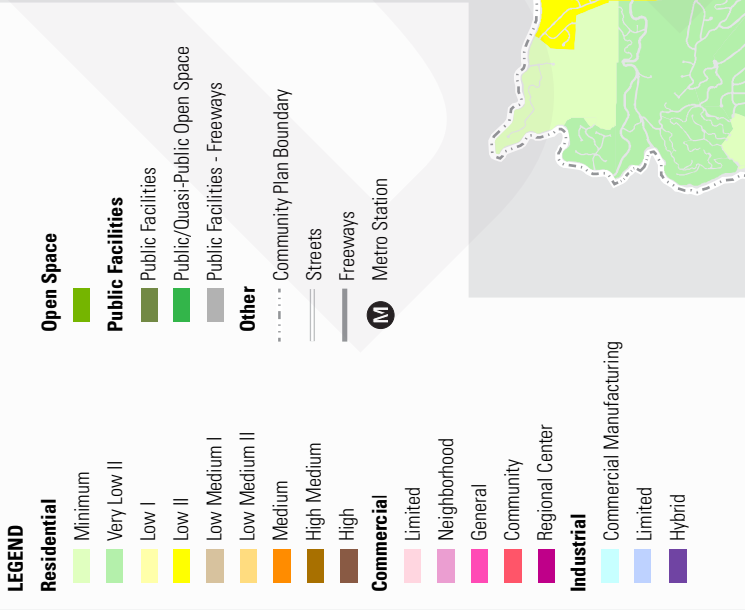 LEGEND
Residential
Minimum
Very Low II
Low I
Low II
Low Medium I
Low Medium II
Medium
High Medium
High
Commercial
Limited
Neighborhood
General
Community
Regional Center
Industrial
Commercial Manufacturing
Limited
Hybrid
Open Space
Public Facilities
Public Facilities
Public/Quasi-Public Open Space
Public Facilities - Freeways
Other
Community Plan Boundary
Streets
Freeways
M Metro Station